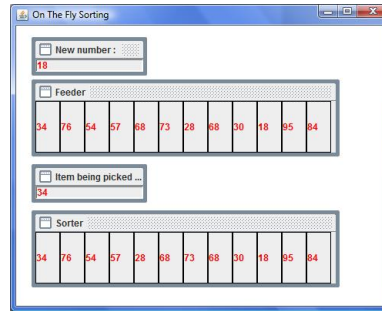 On The Fly Sorting
New number :
18
Feeder
34 76 54 57 68 73 28 68 30 18 95 84
Item being picked ...
34
Sorter
34 76 54 57 28 68 73 68 30 18 95 84